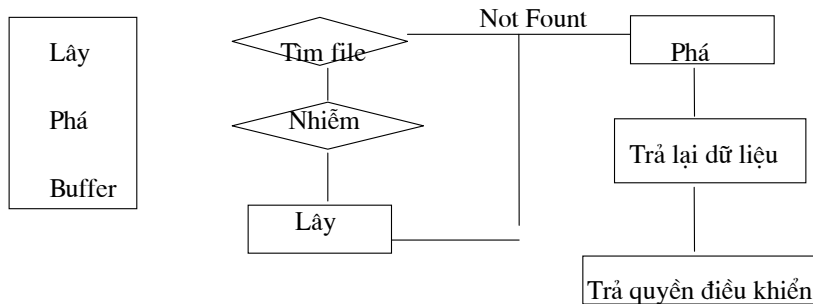 Lây
Phá
Buffer
Tìm file
Not Fount
Phá
Nhiễm
Trả lại dữ liệu
Lây
Trả quyền điều khiển